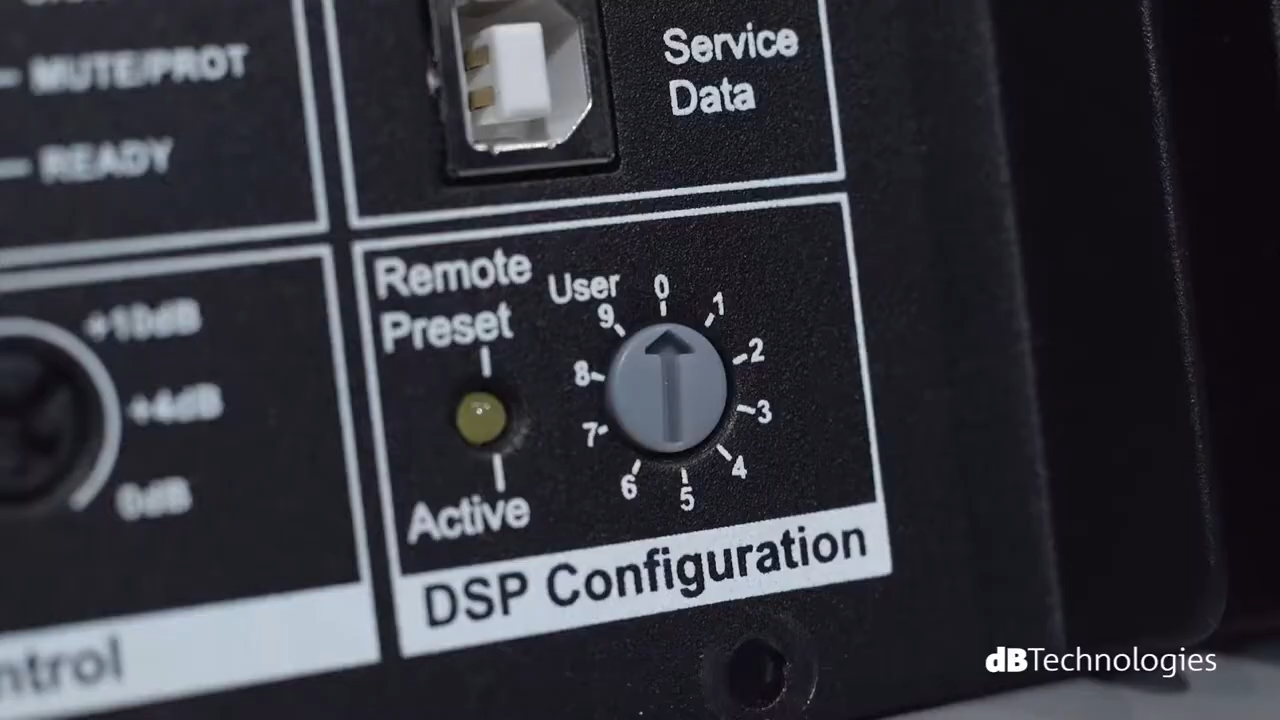 MUTE/PROT
READY
Service
Data
+10dB
+4dB
0dB
ntrol
Remote
Preset
Active
User
0
1
2
3
4
5
6
7
8
9
DSP Configuration
dBTechnologies